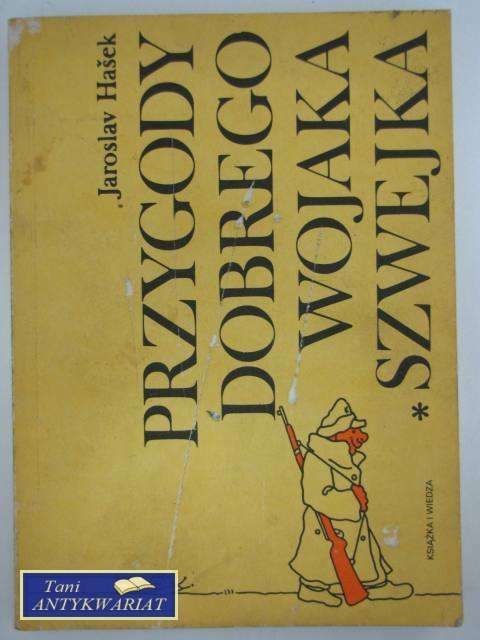 Jaroslav Hašek
PRZYGODY
DOBREGO
WOJAKA
* SZWEJKA
KSIĄŻKA I WIEDZA
Tani
ANTYKWARIAT